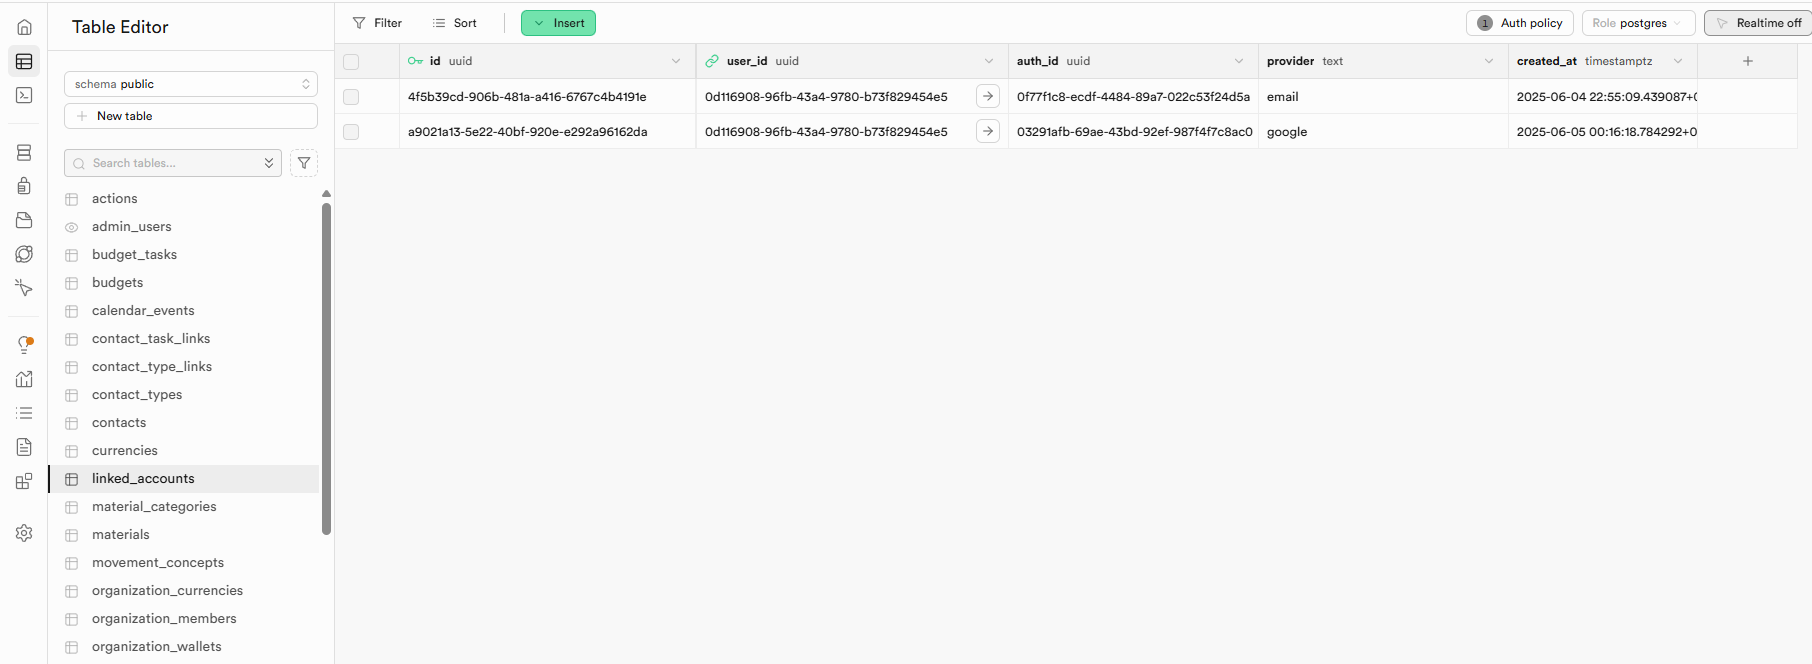 Table Editor
schema public
New table
Search tables...
actions
admin_users
budget_tasks
budgets
calendar_events
contact_task_links
contact_type_links
contact_types
contacts
currencies
linked_accounts
material_categories
materials
movement_concepts
organization_currencies
organization_members
organization_wallets
Filter Sort Insert 1 Auth policy Role postgres Realtime off
id uuid user_id uuid auth_id uuid provider text created_at timestamptz
4f5b39cd-906b-481a-a416-6767c4b4191e 0d116908-96fb-43a4-9780-b73f829454e5 0f77f1c8-ecdf-4484-89a7-022c53f24d5a email 2025-06-04 22:55:09.439087+0
a9021a13-5e22-40bf-920e-e292a96162da 0d116908-96fb-43a4-9780-b73f829454e5 03291afb-69ae-43bd-92ef-987f4f7c8ac0 google 2025-06-05 00:16:18.784292+0